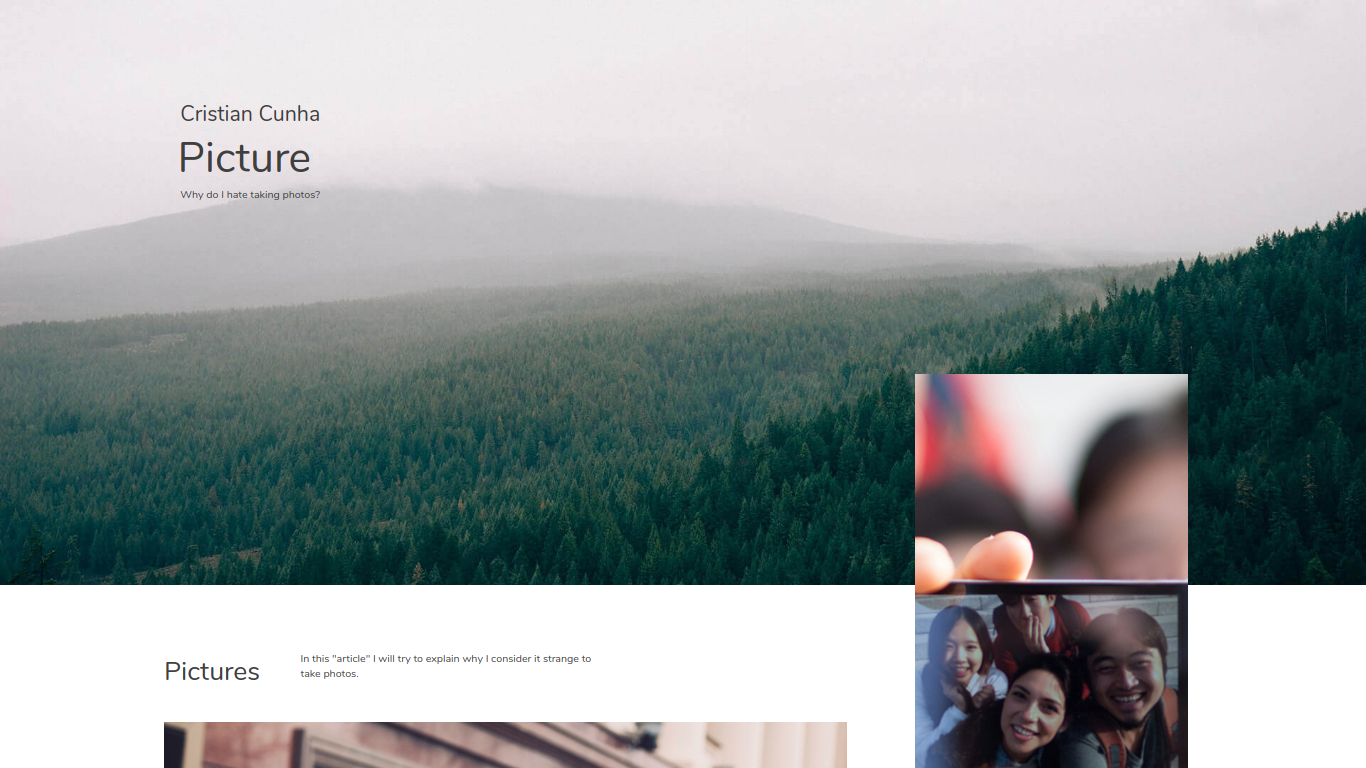 Cristian Cunha
Picture
Why do I hate taking photos?
Pictures
In this "article" I will try to explain why I consider it strange to
take photos.